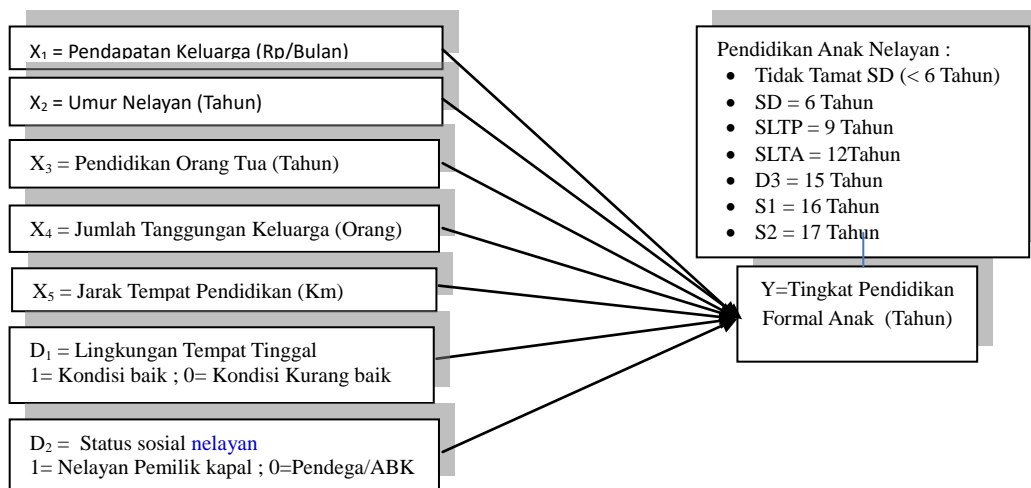 X₁ = Pendapatan Keluarga (Rp/Bulan)
X₂ = Umur Nelayan (Tahun)
X₃ = Pendidikan Orang Tua (Tahun)
X₄ = Jumlah Tanggungan Keluarga (Orang)
X₅ = Jarak Tempat Pendidikan (Km)
D₁ = Lingkungan Tempat Tinggal
1= Kondisi baik ; 0= Kondisi Kurang baik
D₂ = Status sosial nelayan
1= Nelayan Pemilik kapal ; 0=Pendega/ABK
Pendidikan Anak Nelayan :
• Tidak Tamat SD (< 6 Tahun)
• SD = 6 Tahun
• SLTP = 9 Tahun
• SLTA = 12Tahun
• D3 = 15 Tahun
• S1 = 16 Tahun
• S2 = 17 Tahun
Y=Tingkat Pendidikan
Formal Anak (Tahun)